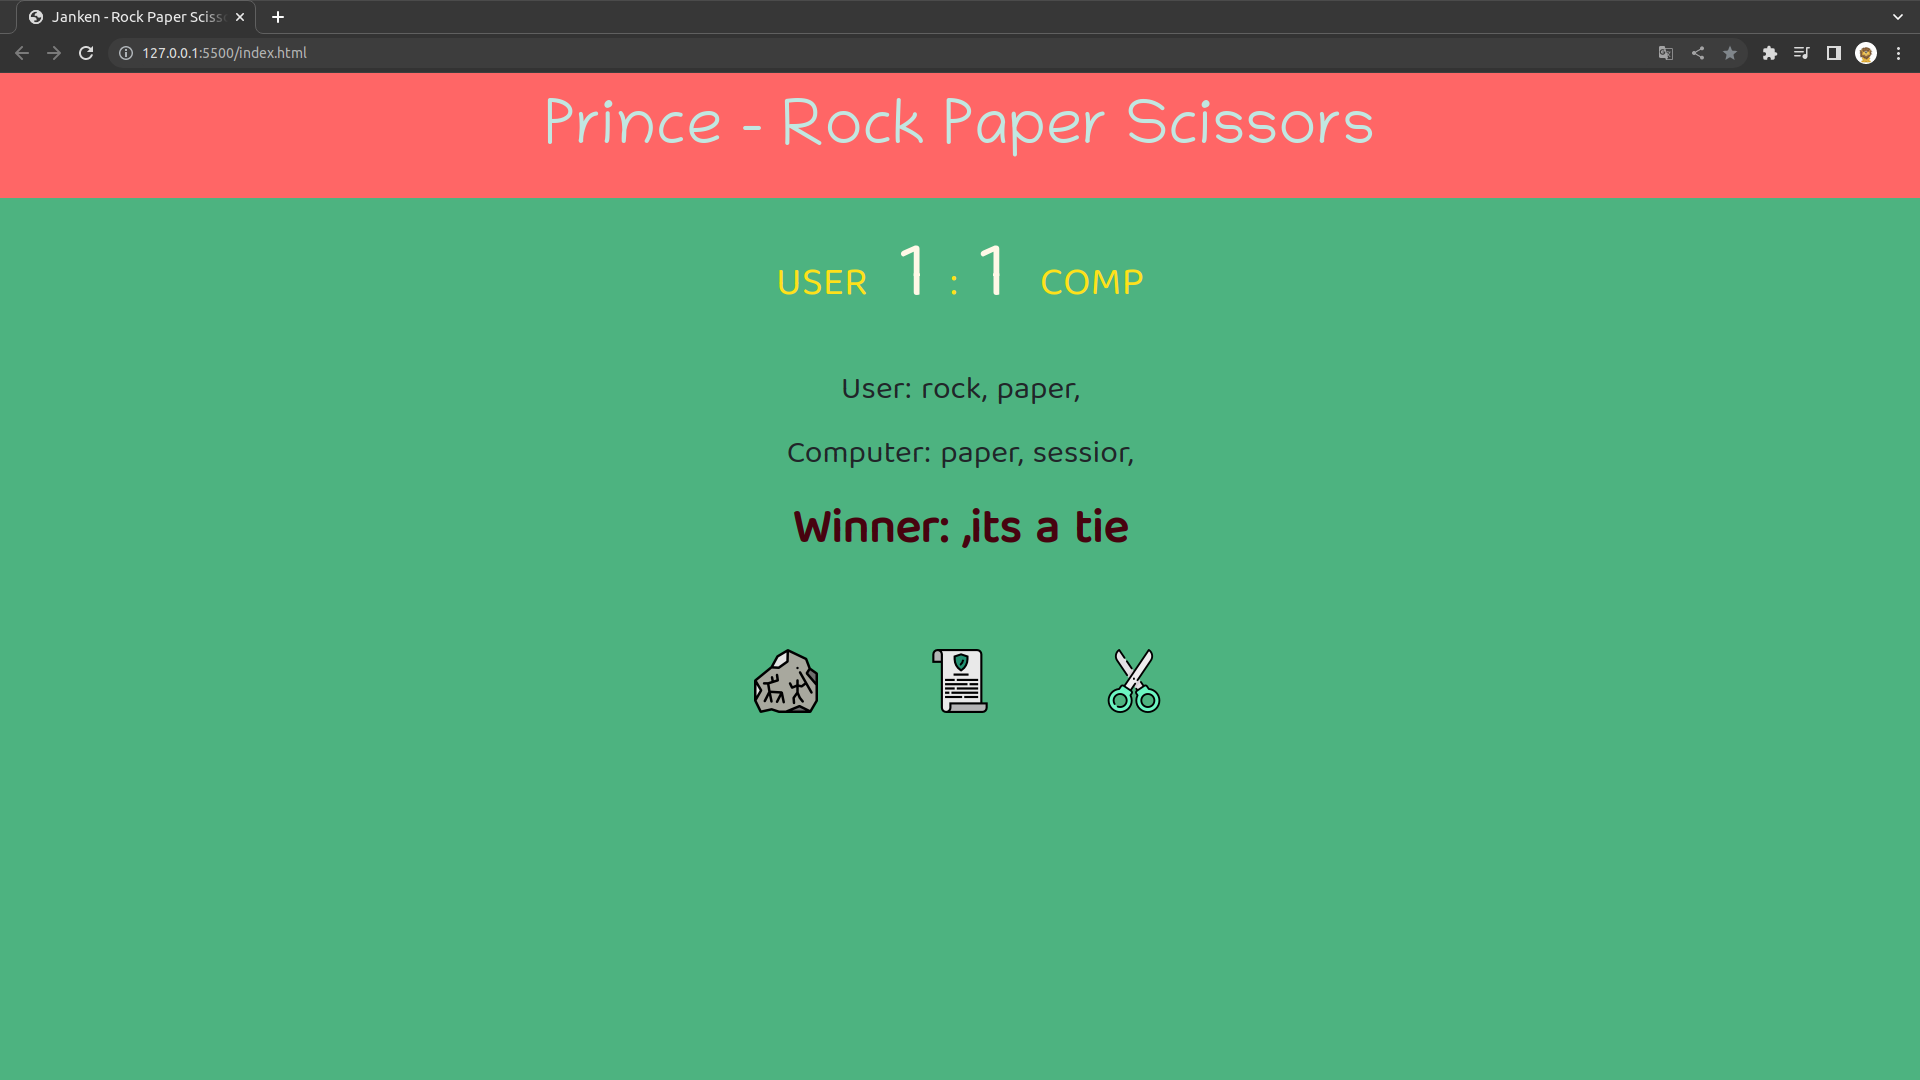 Janken - Rock Paper Sciss
127.0.0.1:5500/index.html
Prince - Rock Paper Scissors
USER 1 : 1 COMP
User: rock, paper,
Computer: paper, sessior,
Winner: ,its a tie